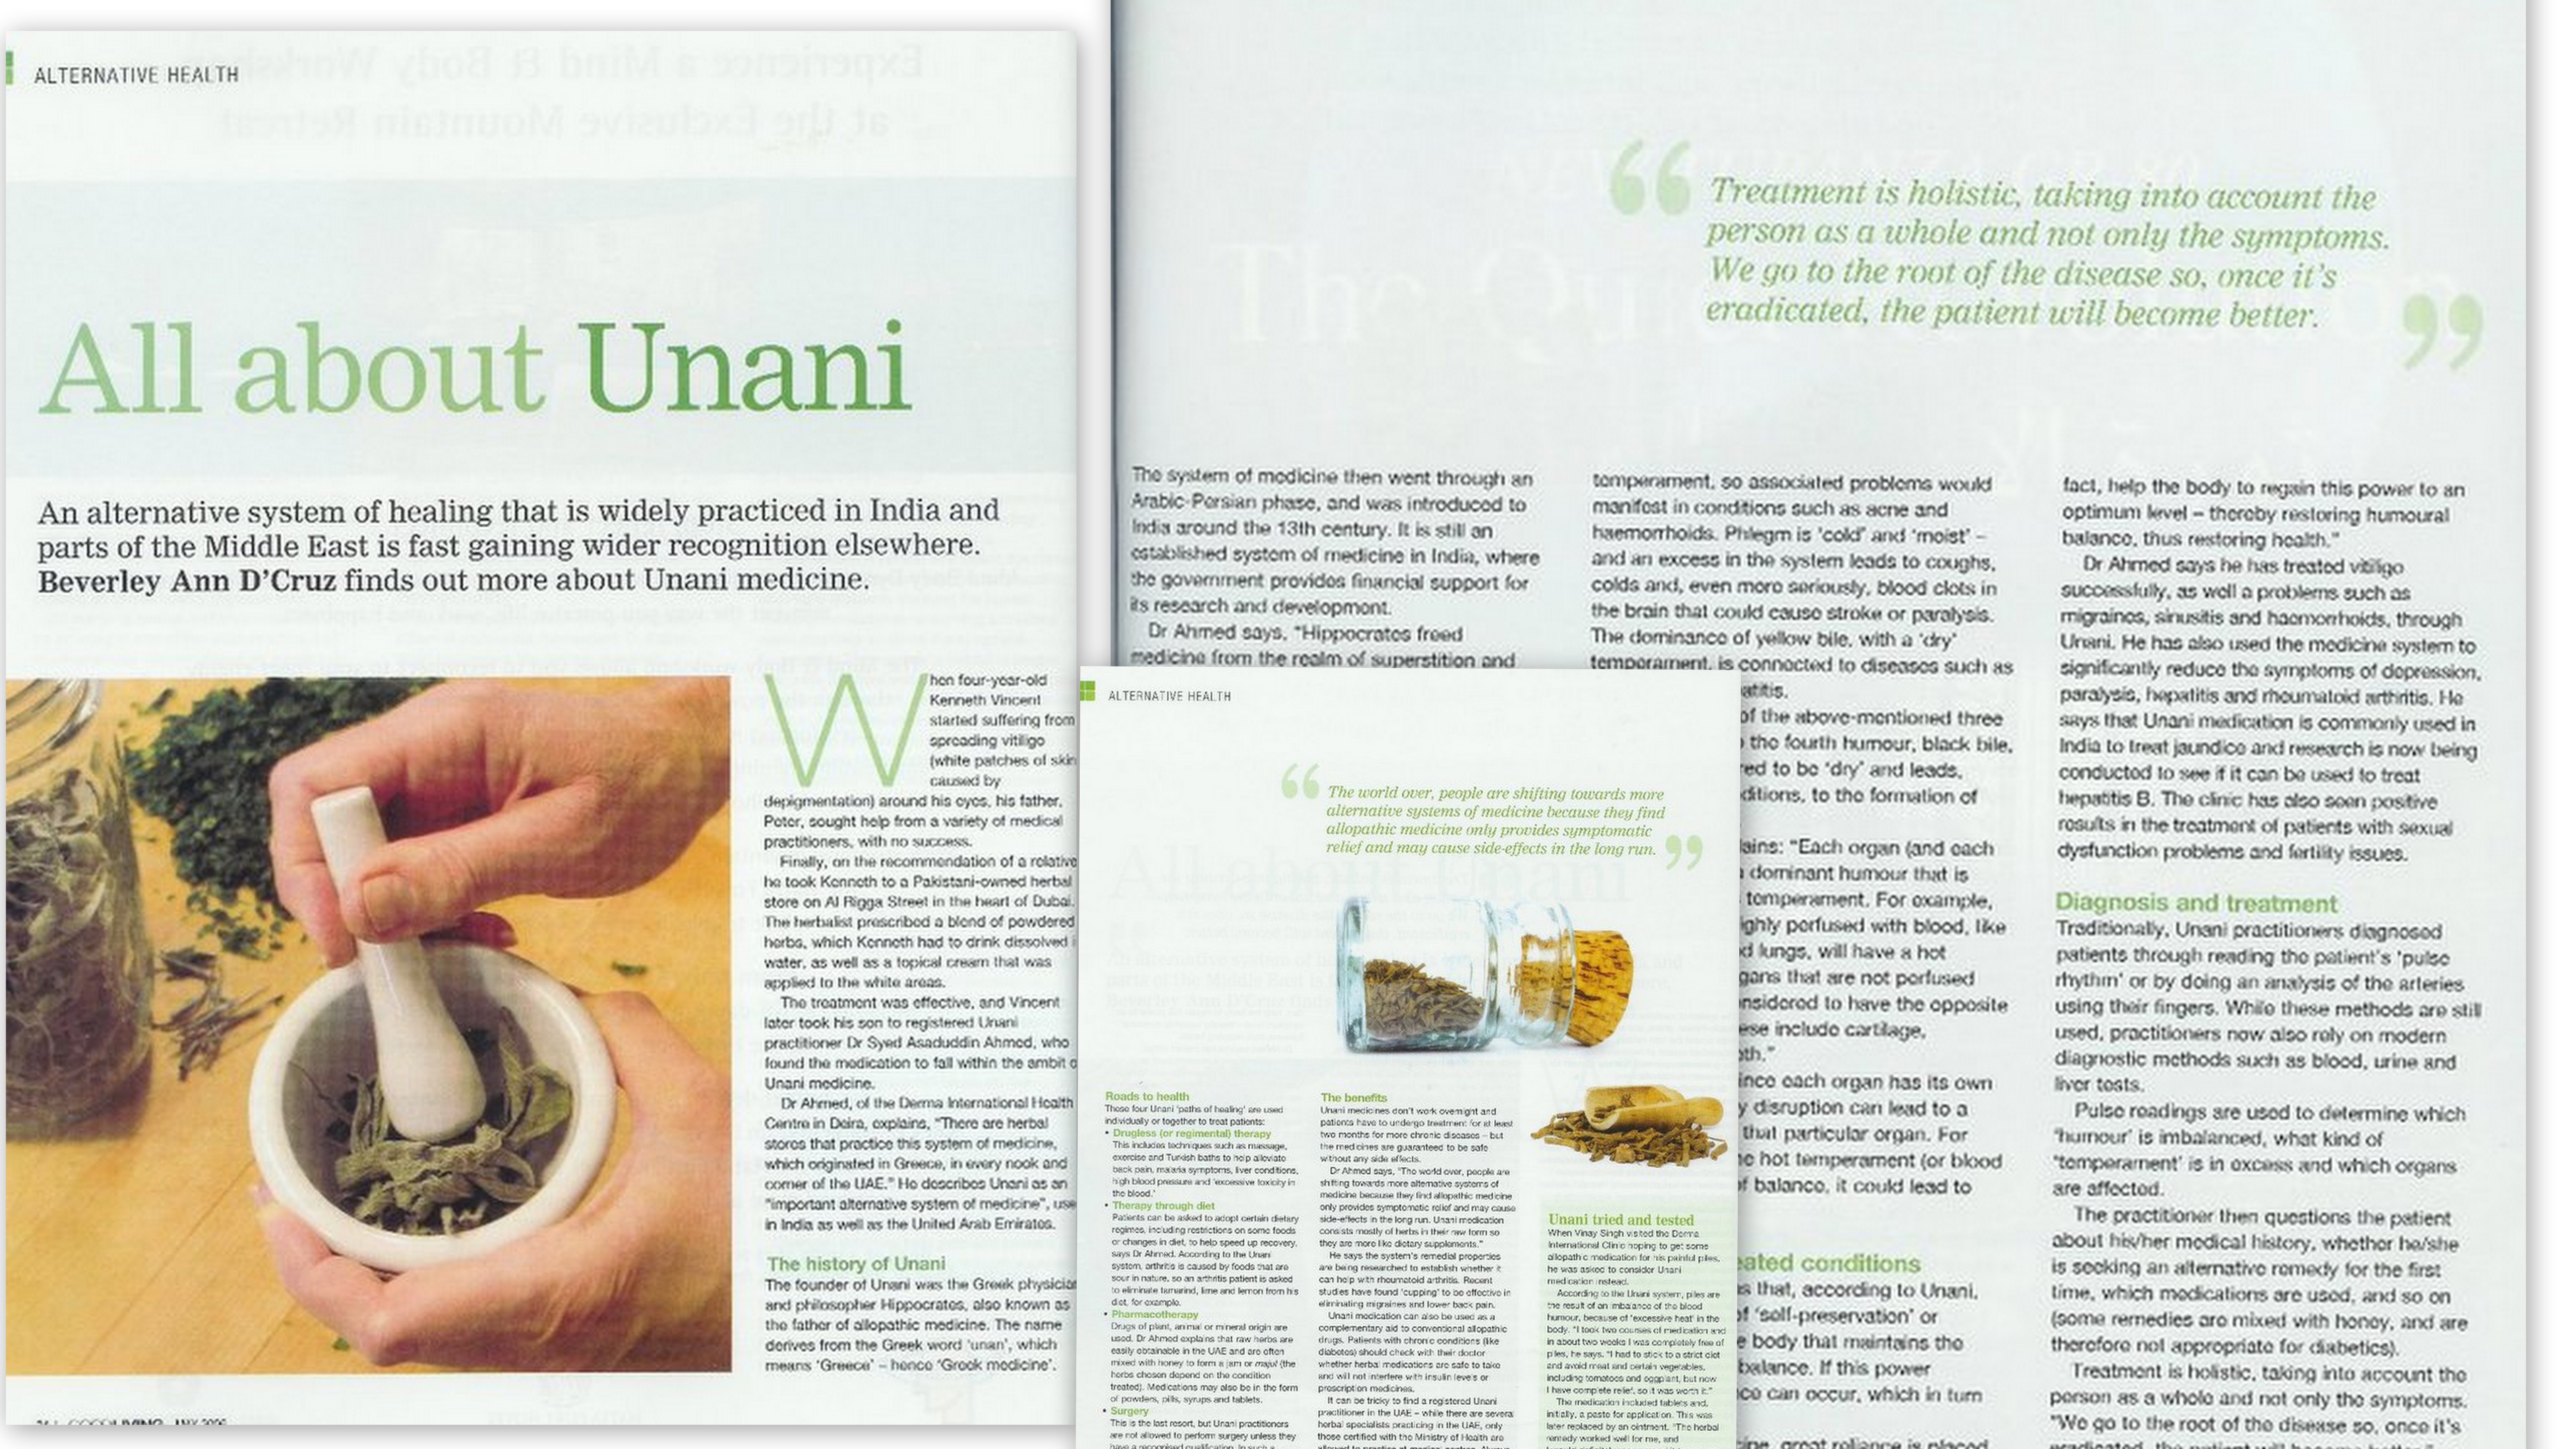 ALTERNATIVE HEALTH
All about Unani
An alternative system of healing that is widely practiced in India and
parts of the Middle East is fast gaining wider recognition elsewhere.
Beverley Ann D'Cruz finds out more about Unani medicine.
When four-year-old
Kenneth Vincent
started suffering from
spreading vitiligo
(white patches of skin
caused by
depigmentation) around his eyes, his father,
Peter, sought help from a variety of medical
practitioners, with no success.
Finally, on the recommendation of a relative
he took Kenneth to a Pakistani-owned herbal
store on Al Rigga Street in the heart of Dubai.
The herbalist prescribed a blend of powdered
herbs, which Kenneth had to drink dissolved
water, as well as a topical cream that was
applied to the white areas.
The treatment was effective, and Vincent
later took his son to registered Unani
practitioner Dr Syed Asaduddin Ahmed, who
found the medication to fall within the ambit
Unani medicine.
Dr Ahmed, of the Derma International Health
Centre in Deira, explains, "There are herbal
stores that practice this system of medicine,
which originated in Greece, in every nook and
corner of the UAE." He describes Unani as an
"important alternative system of medicine", use
in India as well as the United Arab Emirates.
The history of Unani
The founder of Unani was the Greek physician
and philosopher Hippocrates, also known as
the father of allopathic medicine. The name
derives from the Greek word 'unan', which
means 'Greece' – hence 'Greek medicine'.
Treatment is holistic, taking into account the
person as a whole and not only the symptoms.
We go to the root of the disease so, once it's
eradicated, the patient will become better.
The system of medicine then went through an
Arabic-Persian phase, and was introduced to
India around the 13th century. It is still an
established system of medicine in India, where
the government provides financial support for
its research and development.
Dr Ahmed says, "Hippocrates freed
medicine from the realm of superstition and
temperament, so associated problems would
manifest in conditions such as acne and
haemorrhoids. Phlegm is 'cold' and 'moist' –
and an excess in the system leads to coughs,
colds and, even more seriously, blood clots in
the brain that could cause stroke or paralysis.
The dominance of yellow bile, with a 'dry'
temperament, is connected to diseases such as
atitis.
of the above-mentioned three
the fourth humour, black bile,
ed to be 'dry' and leads,
ditions, to the formation of
lains: "Each organ (and each
dominant humour that is
temperament. For example,
ghly perfused with blood, like
d lungs, will have a hot
gans that are not perfused
nsidered to have the opposite
ese include cartilage,
th."
ince each organ has its own
y disruption can lead to a
that particular organ. For
e hot temperament (or blood
f balance, it could lead to
eated conditions
s that, according to Unani,
of 'self-preservation' or
e body that maintains the
balance. If this power
ce can occur, which in turn
great reliance is placed
fact, help the body to regain this power to an
optimum level – thereby restoring humoural
balance, thus restoring health."
Dr Ahmed says he has treated vitiligo
successfully, as well a problems such as
migraines, sinusitis and haemorrhoids, through
Unani. He has also used the medicine system to
significantly reduce the symptoms of depression,
paralysis, hepatitis and rheumatoid arthritis. He
says that Unani medication is commonly used in
India to treat jaundice and research is now being
conducted to see if it can be used to treat
hepatitis B. The clinic has also seen positive
results in the treatment of patients with sexual
dysfunction problems and fertility issues.
Diagnosis and treatment
Traditionally, Unani practitioners diagnosed
patients through reading the patient's 'pulse
rhythm' or by doing an analysis of the arteries
using their fingers. While these methods are still
used, practitioners now also rely on modern
diagnostic methods such as blood, urine and
liver tests.
Pulse readings are used to determine which
'humour' is imbalanced, what kind of
'temperament' is in excess and which organs
are affected.
The practitioner then questions the patient
about his/her medical history, whether he/she
is seeking an alternative remedy for the first
time, which medications are used, and so on
(some remedies are mixed with honey, and are
therefore not appropriate for diabetics).
Treatment is holistic, taking into account the
person as a whole and not only the symptoms.
"We go to the root of the disease so, once it's
ALTERNATIVE HEALTH
The world over, people are shifting towards more
alternative systems of medicine because they find
allopathic medicine only provides symptomatic
relief and may cause side-effects in the long run.
Roads to health
These four Unani 'paths of healing' are used
individually or together to treat patients:
• Drugless (or regimental) therapy
This includes techniques such as massage,
exercise and Turkish baths to help alleviate
back pain, malaria symptoms, liver conditions,
high blood pressure and 'excessive toxicity in
the blood.'
• Therapy through diet
Patients can be asked to adopt certain dietary
regimes, including restrictions on some foods
or changes in diet, to help speed up recovery,
says Dr Ahmed. According to the Unani
system, arthritis is caused by foods that are
sour in nature, so an arthritis patient is asked
to eliminate tamarind, lime and lemon from his
diet, for example.
• Pharmacotherapy
Drugs of plant, animal or mineral origin are
used. Dr Ahmed explains that raw herbs are
easily obtainable in the UAE and are often
mixed with honey to form a jam or majul (the
herbs chosen depend on the condition
treated). Medications may also be in the form
of powders, pills, syrups and tablets.
• Surgery
This is the last resort, but Unani practitioners
are not allowed to perform surgery unless they
have a recognised qualification. In such a
The benefits
Unani medicines don't work overnight and
patients have to undergo treatment for at least
two months for more chronic diseases – but
the medicines are guaranteed to be safe
without any side effects.
Dr Ahmed says, "The world over, people are
shifting towards more alternative systems of
medicine because they find allopathic medicine
only provides symptomatic relief and may cause
side-effects in the long run. Unani medication
consists mostly of herbs in their raw form so
they are more like dietary supplements."
He says the system's remedial properties
are being researched to establish whether it
can help with rheumatoid arthritis. Recent
studies have found 'cupping' to be effective in
eliminating migraines and lower back pain.
Unani medication can also be used as a
complementary aid to conventional allopathic
drugs. Patients with chronic conditions (like
diabetes) should check with their doctor
whether herbal medications are safe to take
and will not interfere with insulin levels or
prescription medicines.
It can be tricky to find a registered Unani
practitioner in the UAE – while there are several
herbal specialists practicing in the UAE, only
those certified with the Ministry of Health are
Unani tried and tested
When Vinay Singh visited the Derma
International Clinic hoping to get some
allopathic medication for his painful piles,
he was asked to consider Unani
medication instead.
According to the Unani system, piles are
the result of an imbalance of the blood
humour, because of 'excessive heat' in the
body. "I took two courses of medication and
in about two weeks I was completely free of
piles, he says. "I had to stick to a strict diet
and avoid meat and certain vegetables,
including tomatoes and eggplant, but now
I have complete relief, so it was worth it."
The medication included tablets and,
initially, a paste for application. This was
later replaced by an ointment. "The herbal
remedy worked well for me, and